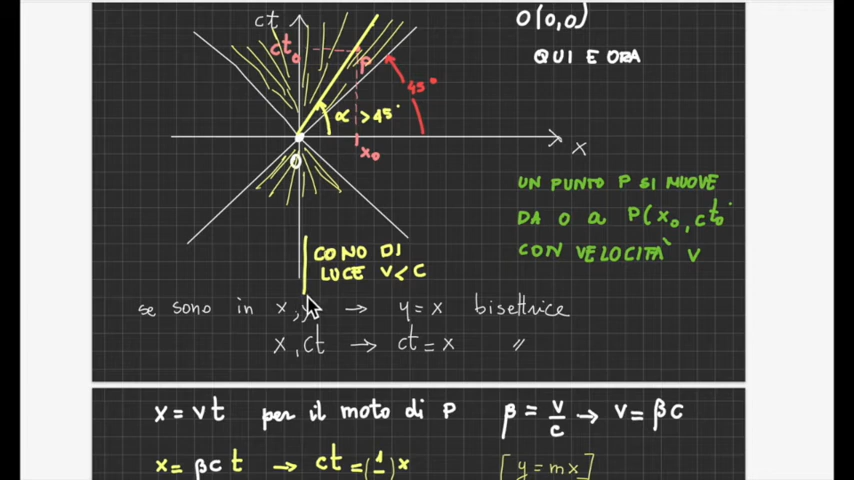 ct
O(0,0)
QUI E ORA
ct₀
P
45°
α > 45°
x
x₀
O
UN PUNTO P SI MUOVE
DA O a P(x₀, ct₀
CON VELOCITÀ V
CONO DI
LUCE V < C
se sono in x, y → y = x bisettrice
x, ct → ct = x "
x = vt per il moto di P β = v/c → v = βc
x = βc t → ct = (1/ )x [y = mx]